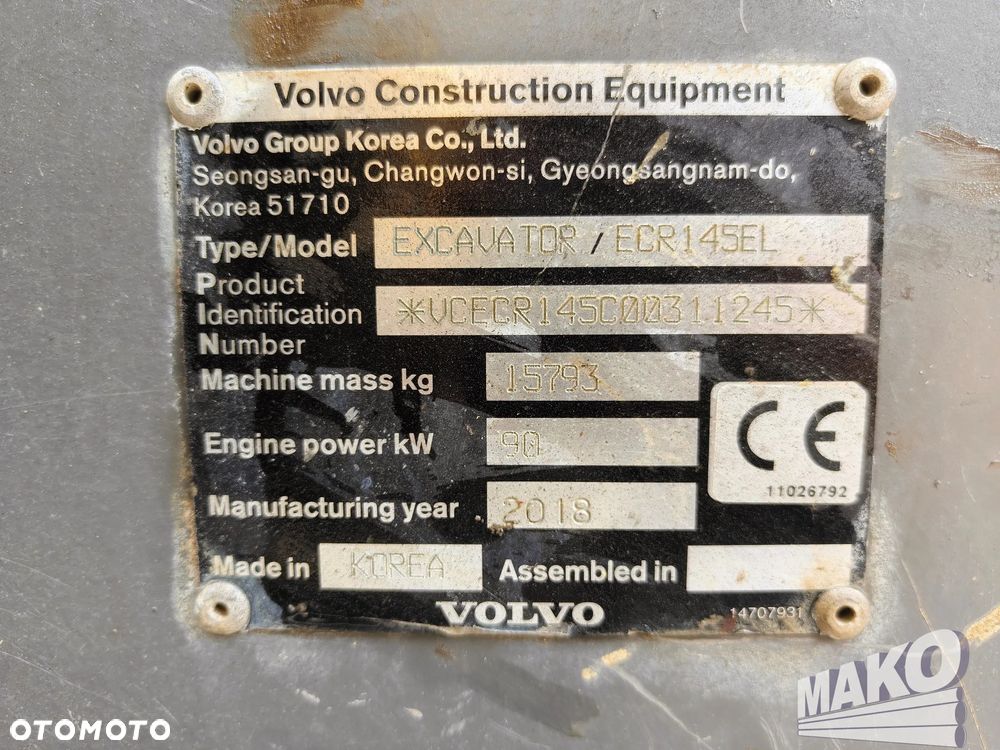 Volvo Construction Equipment
Volvo Group Korea Co., Ltd.
Seongsan-gu, Changwon-si, Gyeongsangnam-do,
Korea 51710
Type/Model EXCAVATOR / ECR145EL
Product
Identification *VCECR145C00311245*
Number
Machine mass kg 15793
Engine power kW 90
CE
11026792
Manufacturing year 2018
Made in KOREA Assembled in
VOLVO 14707931
MAKO
OTOMOTO